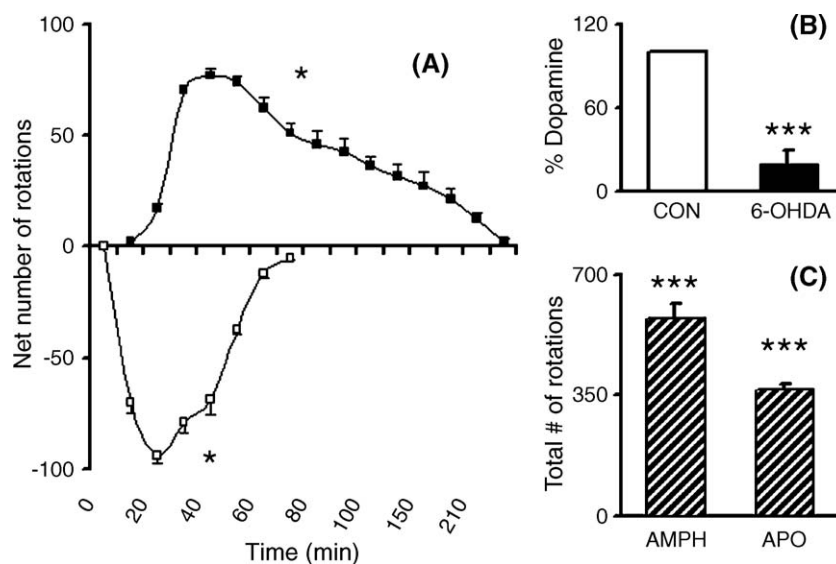 (A)
Net number of rotations
100
50
0
-50
-100
*
*
0
20
40
60
80
100
150
210
Time (min)
(B)
% Dopamine
120
60
0
***
CON
6-OHDA
(C)
Total # of rotations
700
350
0
***
***
AMPH
APO